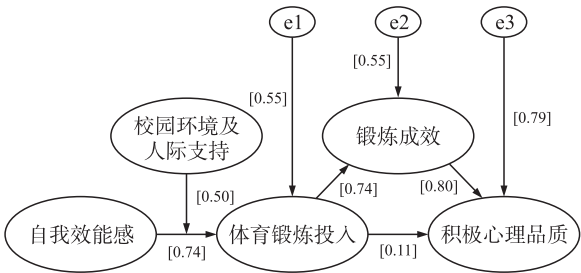 e1
e2
e3
[0.55]
[0.55]
[0.79]
校园环境及
人际支持
锻炼成效
[0.50]
[0.74]
[0.80]
自我效能感
[0.74]
体育锻炼投入
[0.11]
积极心理品质